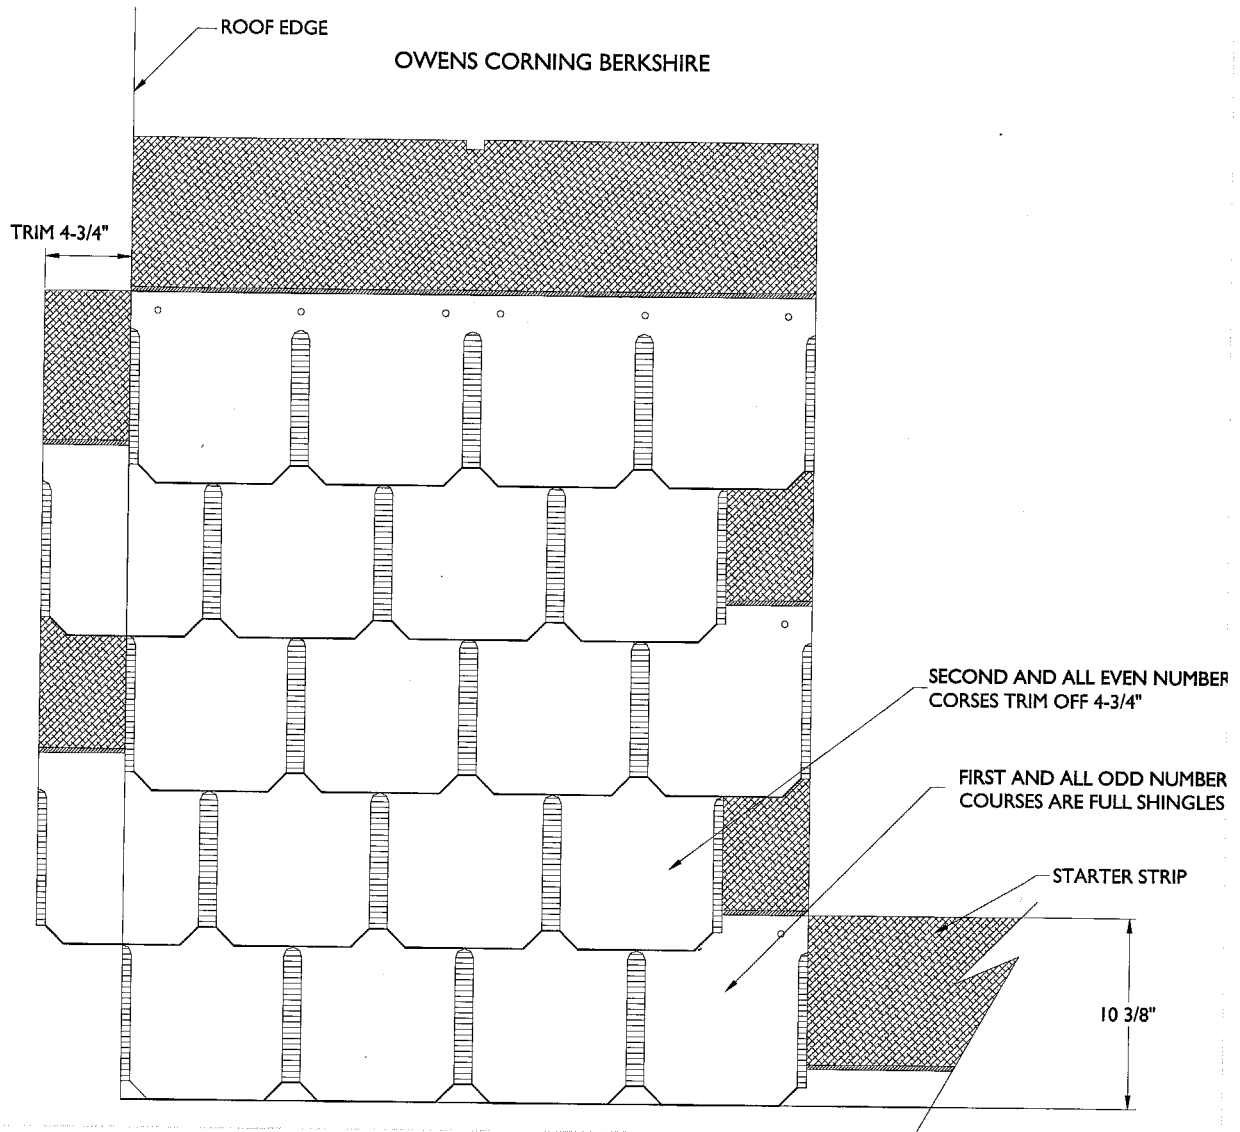 ROOF EDGE
OWENS CORNING BERKSHIRE
TRIM 4-3/4"
SECOND AND ALL EVEN NUMBER
CORSES TRIM OFF 4-3/4"
FIRST AND ALL ODD NUMBER
COURSES ARE FULL SHINGLES
STARTER STRIP
10 3/8"